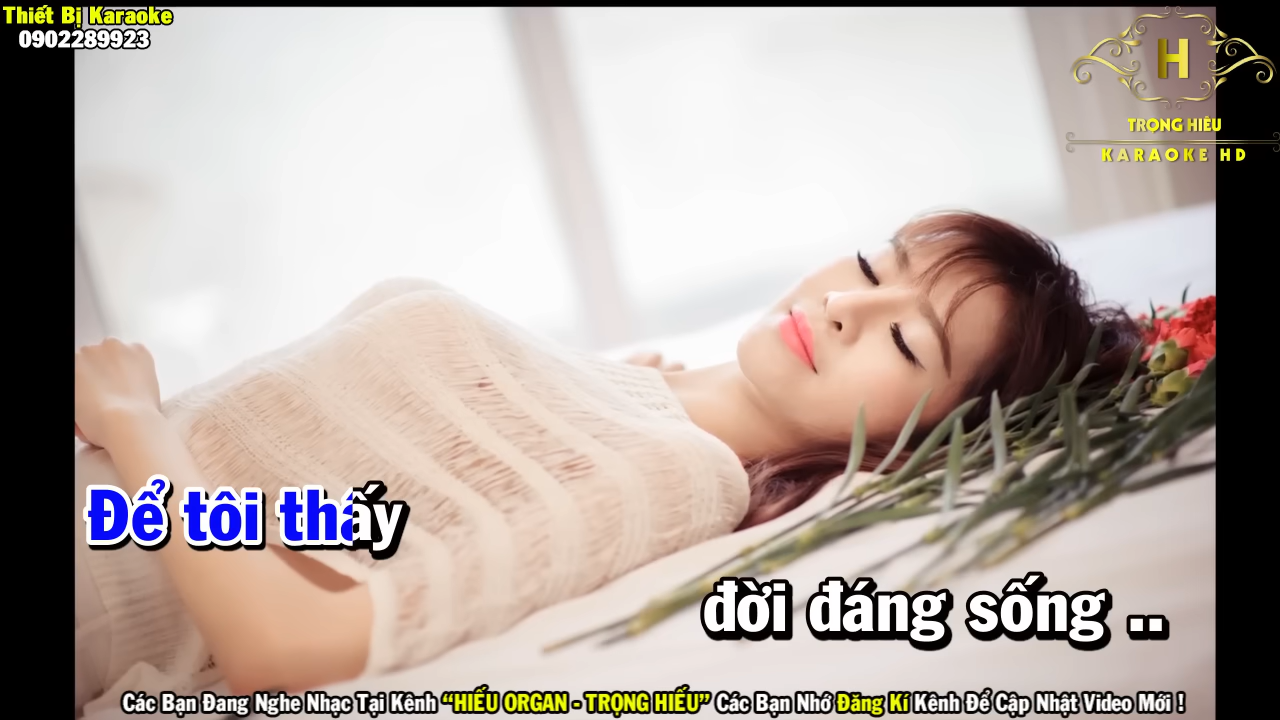 Thiết Bị Karaoke
0902289923
H
TRỌNG HIẾU
KARAOKE HD
Để tôi thấy
đời đáng sống ..
Các Bạn Đang Nghe Nhạc Tại Kênh “HIẾU ORGAN - TRỌNG HIẾU” Các Bạn Nhớ Đăng Kí Kênh Để Cập Nhật Video Mới !